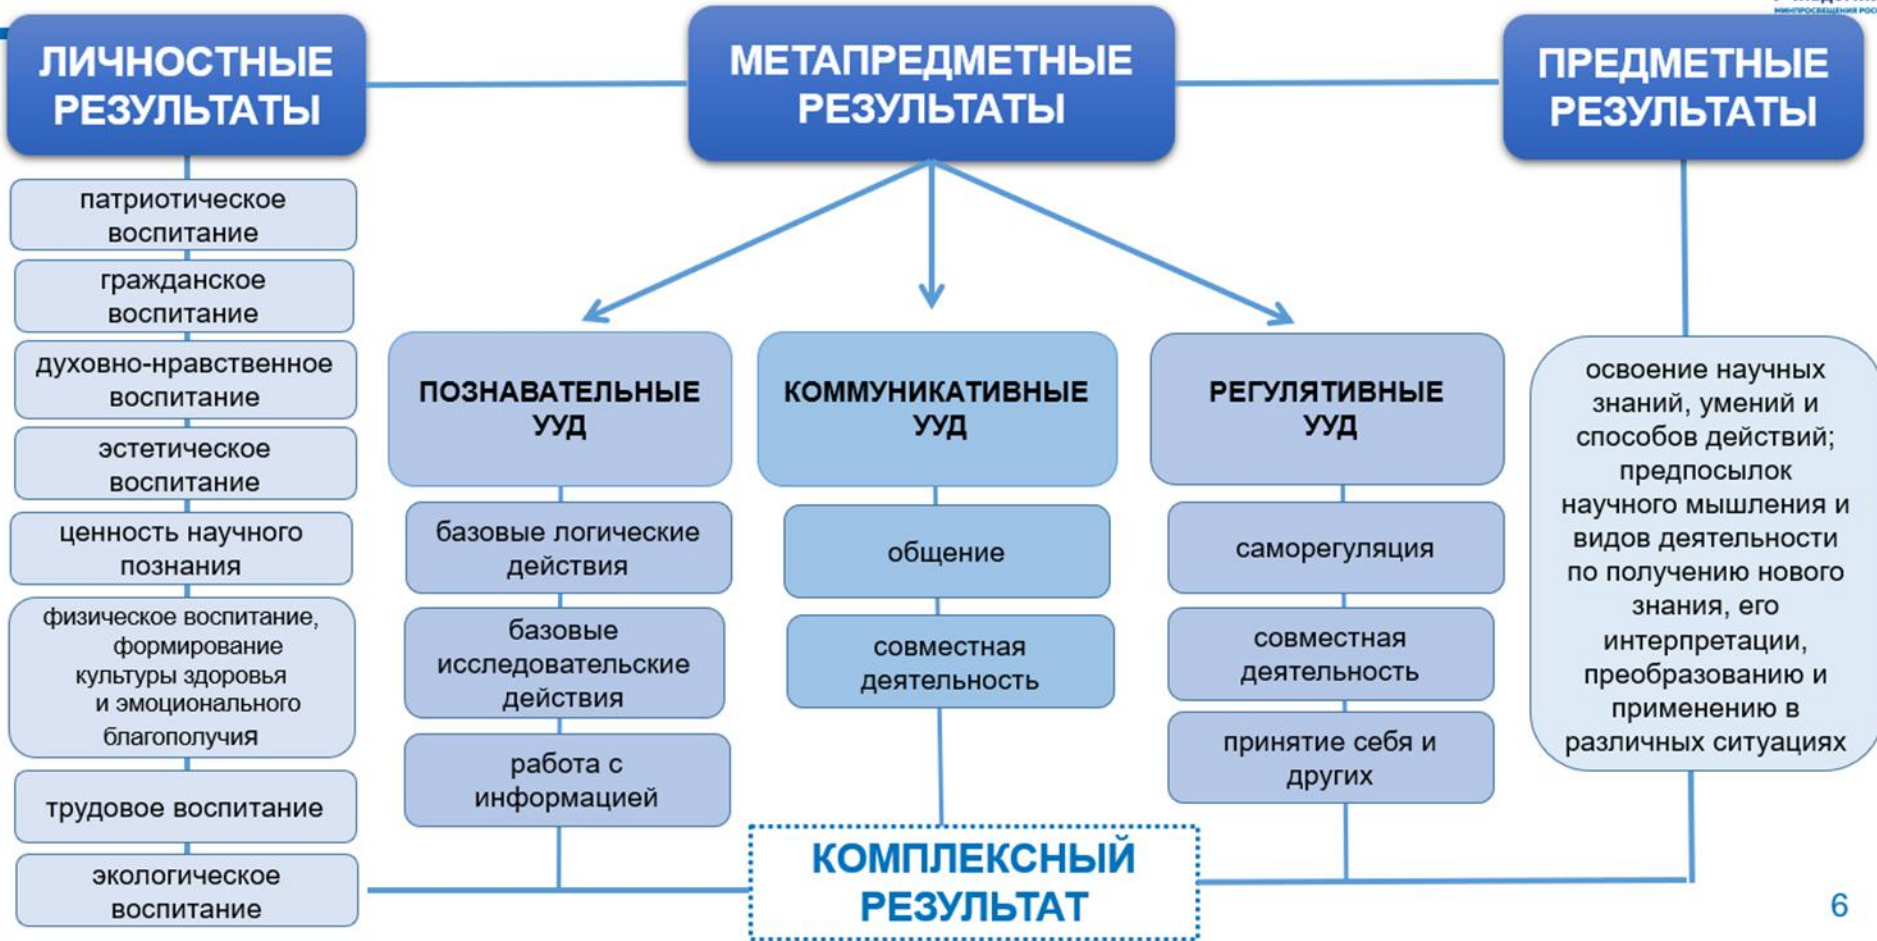 МИНПРОСВЕЩЕНИЯ РОС
ЛИЧНОСТНЫЕ
РЕЗУЛЬТАТЫ
МЕТАПРЕДМЕТНЫЕ
РЕЗУЛЬТАТЫ
ПРЕДМЕТНЫЕ
РЕЗУЛЬТАТЫ
патриотическое
воспитание
гражданское
воспитание
духовно-нравственное
воспитание
эстетическое
воспитание
ценность научного
познания
физическое воспитание,
формирование
культуры здоровья
и эмоционального
благополучия
трудовое воспитание
экологическое
воспитание
ПОЗНАВАТЕЛЬНЫЕ
УУД
базовые логические
действия
базовые
исследовательские
действия
работа с
информацией
КОММУНИКАТИВНЫЕ
УУД
общение
совместная
деятельность
РЕГУЛЯТИВНЫЕ
УУД
саморегуляция
совместная
деятельность
принятие себя и
других
освоение научных
знаний, умений и
способов действий;
предпосылок
научного мышления и
видов деятельности
по получению нового
знания, его
интерпретации,
преобразованию и
применению в
различных ситуациях
КОМПЛЕКСНЫЙ
РЕЗУЛЬТАТ
6